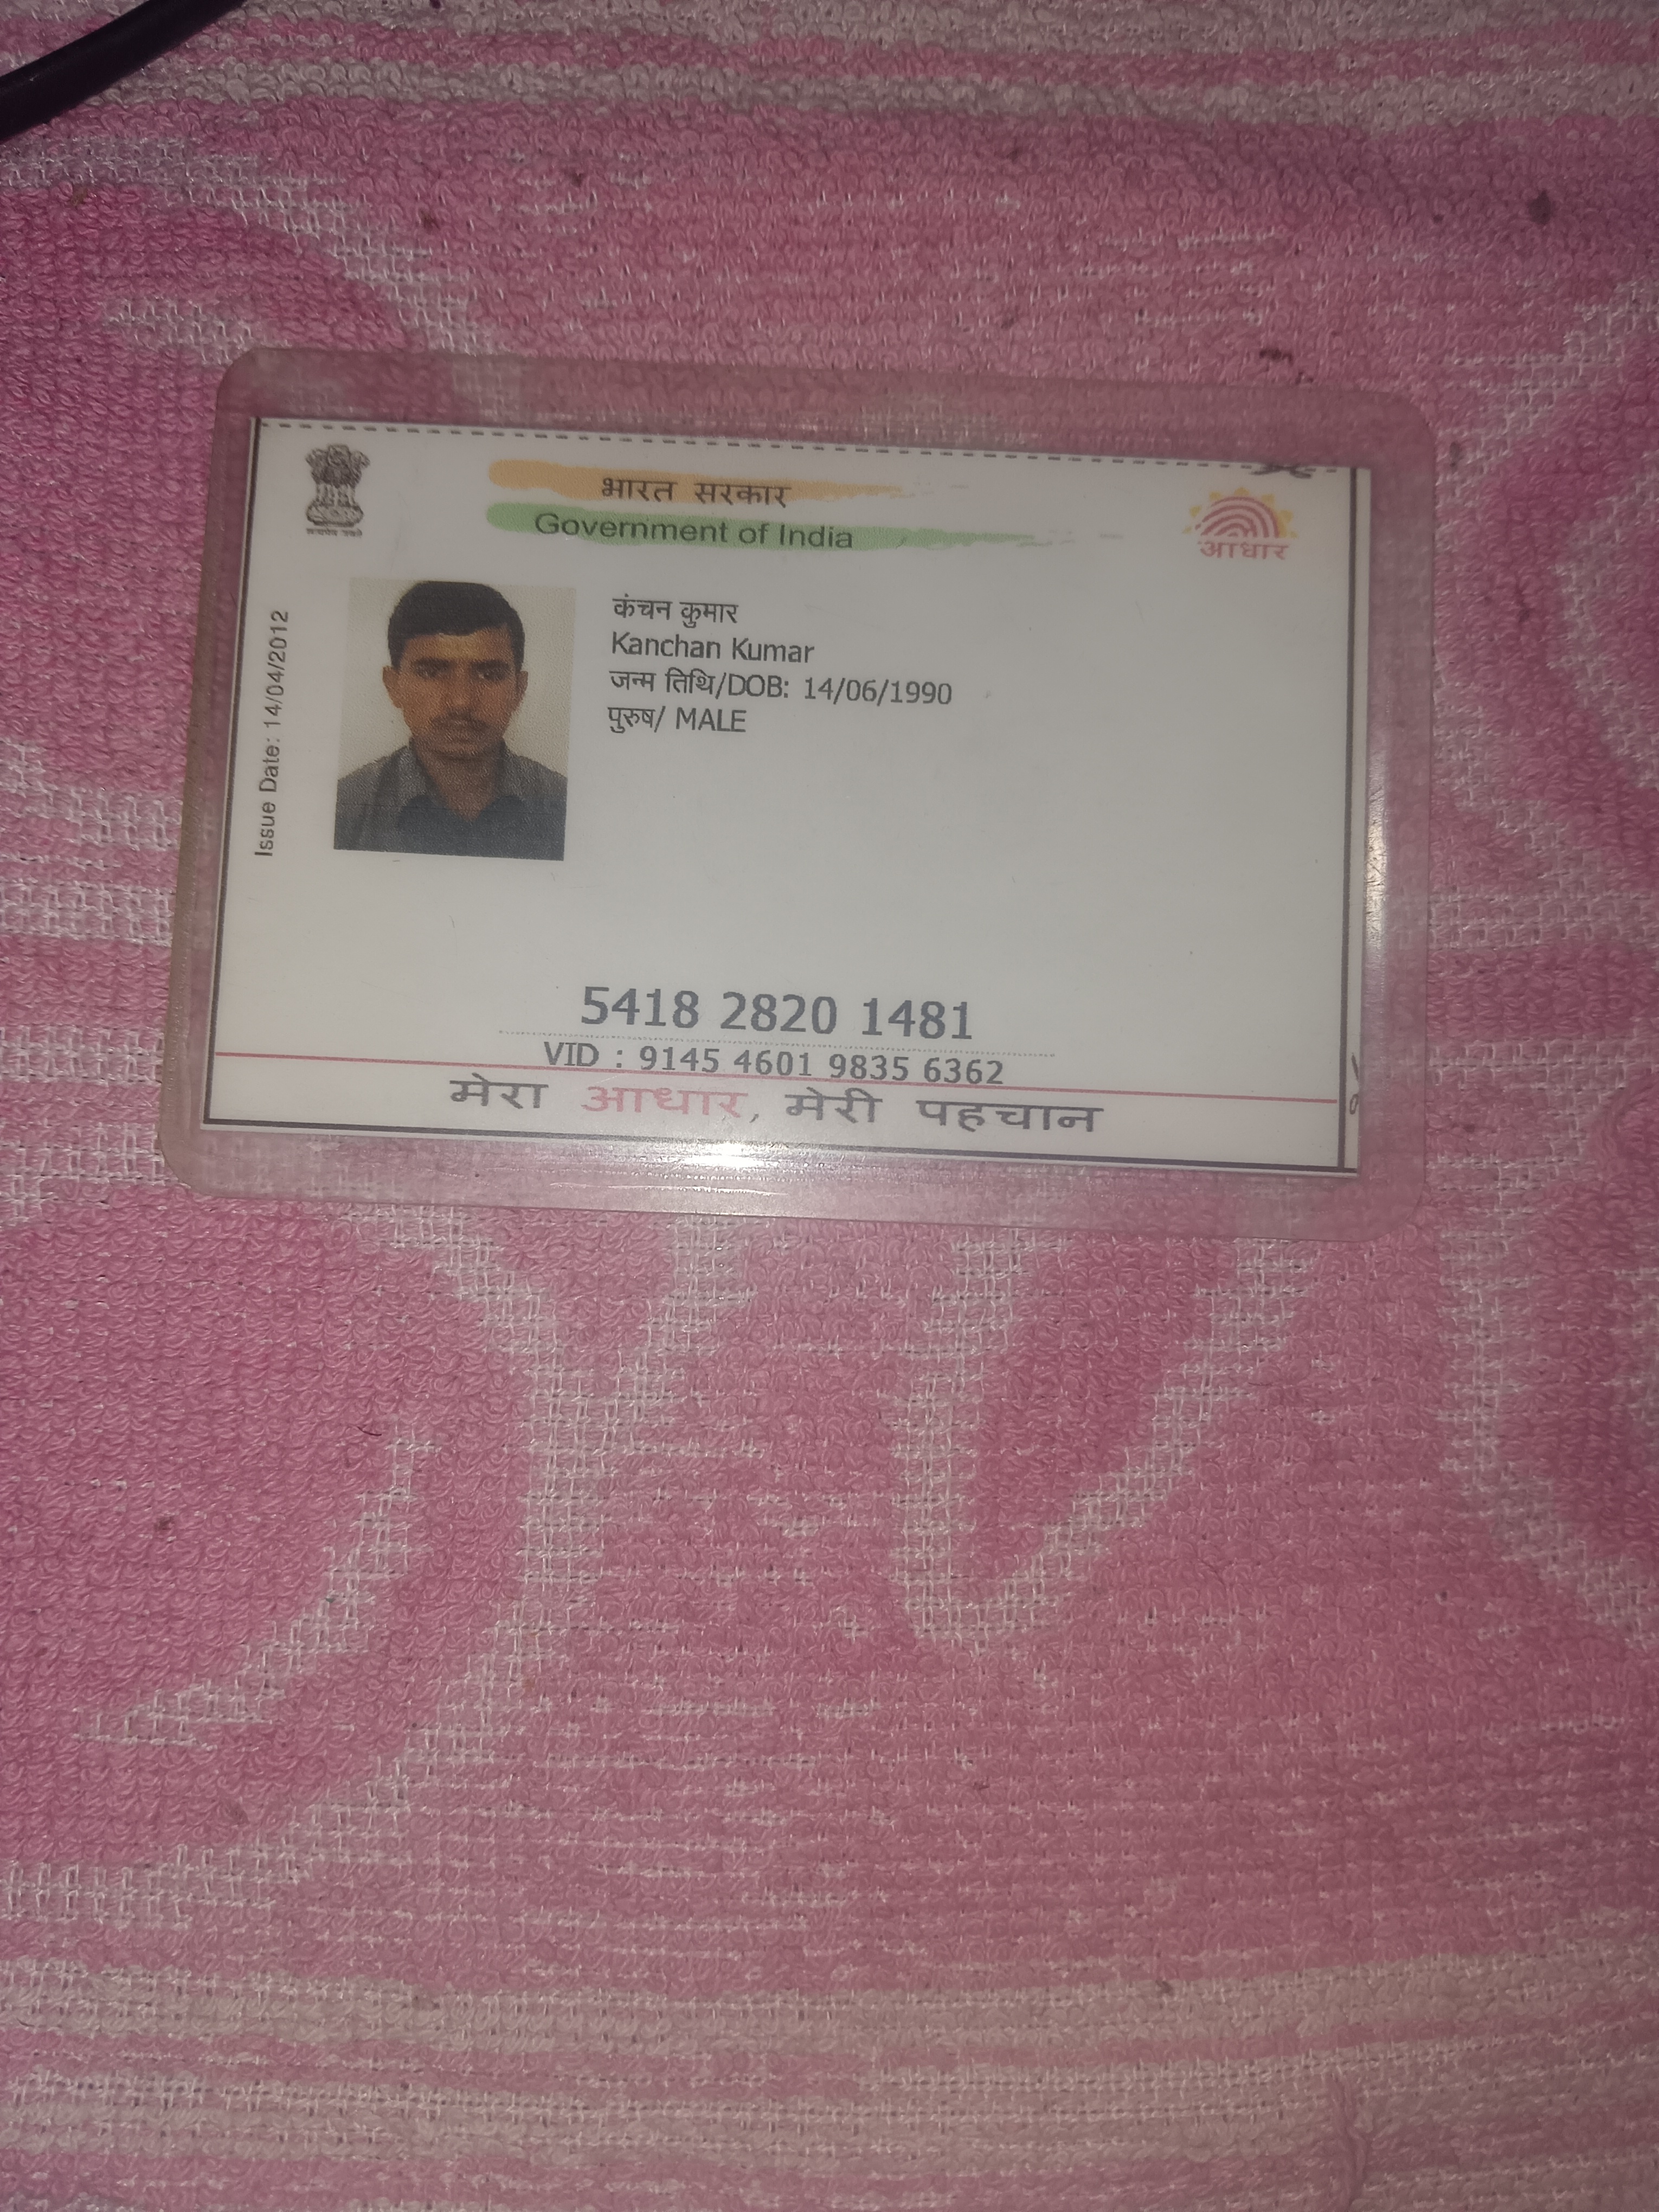 भारत सरकार
Government of India
आधार
Issue Date: 14/04/2012
कंचन कुमार
Kanchan Kumar
जन्म तिथि/DOB: 14/06/1990
पुरुष/ MALE
5418 2820 1481
VID : 9145 4601 9835 6362
मेरा आधार, मेरी पहचान